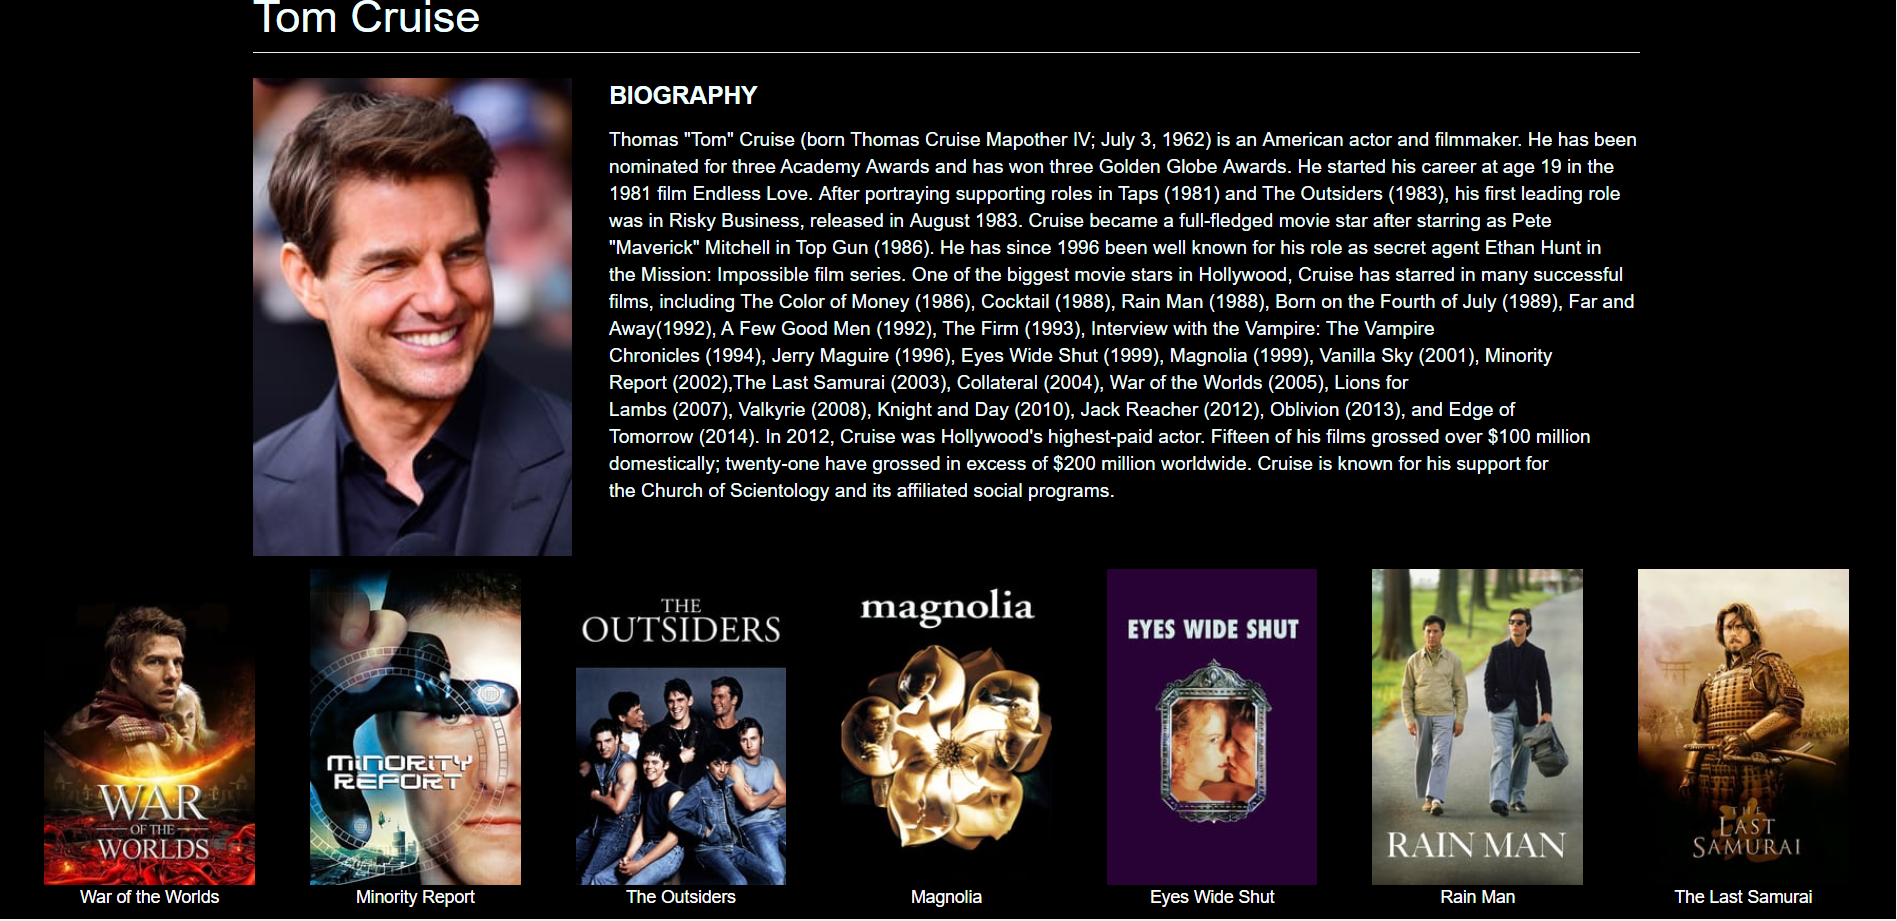 Tom Cruise
BIOGRAPHY
Thomas "Tom" Cruise (born Thomas Cruise Mapother IV; July 3, 1962) is an American actor and filmmaker. He has been
nominated for three Academy Awards and has won three Golden Globe Awards. He started his career at age 19 in the
1981 film Endless Love. After portraying supporting roles in Taps (1981) and The Outsiders (1983), his first leading role
was in Risky Business, released in August 1983. Cruise became a full-fledged movie star after starring as Pete
"Maverick" Mitchell in Top Gun (1986). He has since 1996 been well known for his role as secret agent Ethan Hunt in
the Mission: Impossible film series. One of the biggest movie stars in Hollywood, Cruise has starred in many successful
films, including The Color of Money (1986), Cocktail (1988), Rain Man (1988), Born on the Fourth of July (1989), Far and
Away(1992), A Few Good Men (1992), The Firm (1993), Interview with the Vampire: The Vampire
Chronicles (1994), Jerry Maguire (1996), Eyes Wide Shut (1999), Magnolia (1999), Vanilla Sky (2001), Minority
Report (2002),The Last Samurai (2003), Collateral (2004), War of the Worlds (2005), Lions for
Lambs (2007), Valkyrie (2008), Knight and Day (2010), Jack Reacher (2012), Oblivion (2013), and Edge of
Tomorrow (2014). In 2012, Cruise was Hollywood's highest-paid actor. Fifteen of his films grossed over $100 million
domestically; twenty-one have grossed in excess of $200 million worldwide. Cruise is known for his support for
the Church of Scientology and its affiliated social programs.
WAR
OF THE
WORLDS
MINORITY
REPORT
THE
OUTSIDERS
magnolia
EYES WIDE SHUT
RAIN MAN
THE
LAST
SAMURAI
War of the Worlds
Minority Report
The Outsiders
Magnolia
Eyes Wide Shut
Rain Man
The Last Samurai